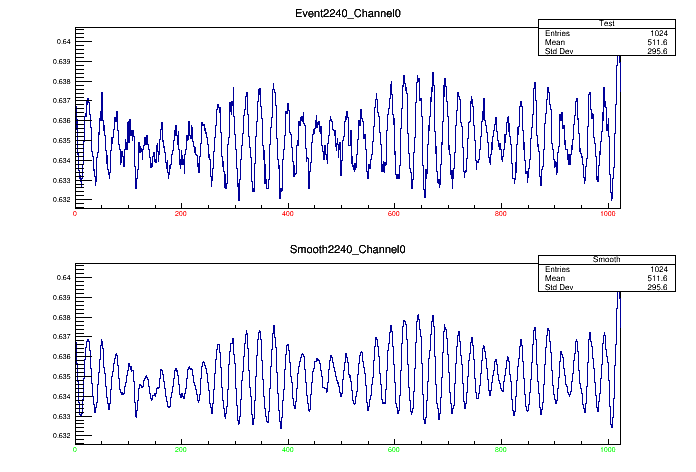 Event2240_Channel0
Test
Entries 1024
Mean 511.6
Std Dev 295.6
0.64
0.639
0.638
0.637
0.636
0.635
0.634
0.633
0.632
0 200 400 600 800 1000
Smooth2240_Channel0
Smooth
Entries 1024
Mean 511.6
Std Dev 295.6
0.64
0.639
0.638
0.637
0.636
0.635
0.634
0.633
0.632
0 200 400 600 800 1000